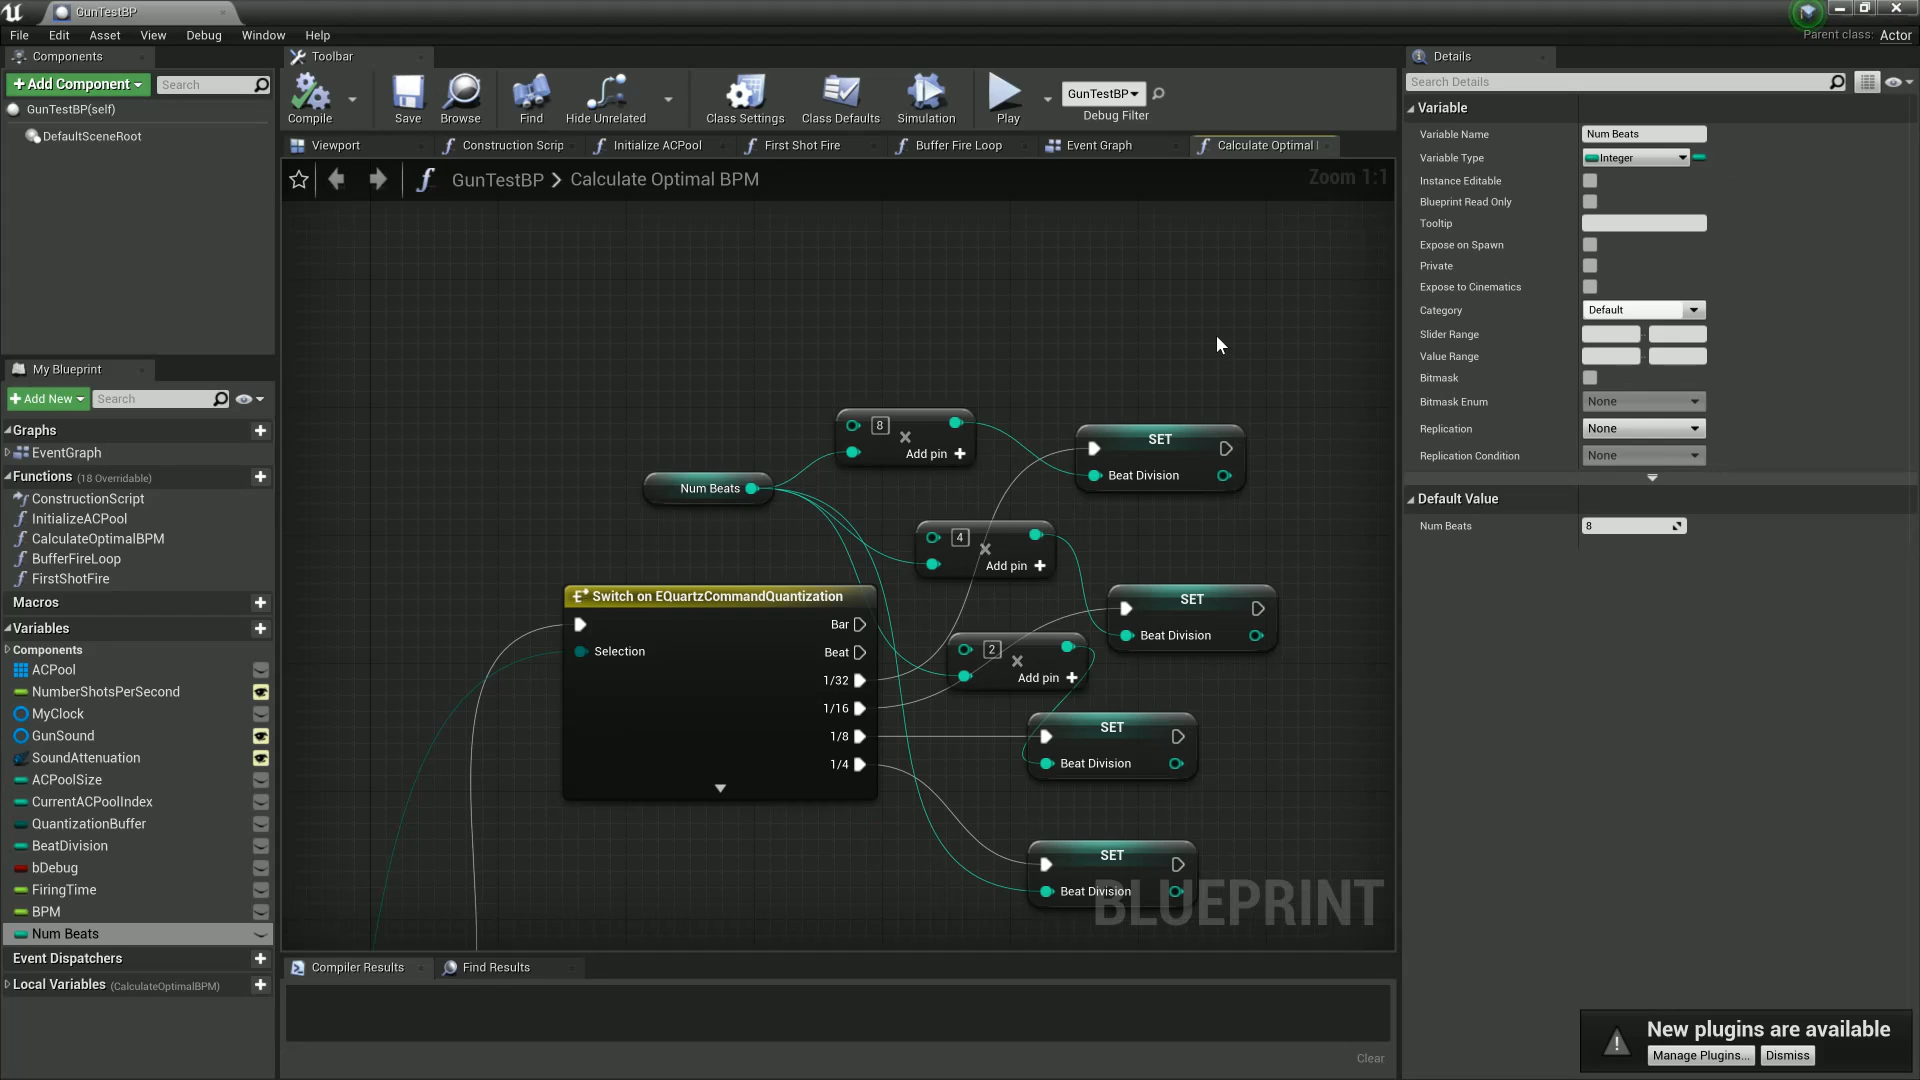 GunTestBP
File Edit Asset View Debug Window Help
Parent class: Actor
Components
Add Component
Search
GunTestBP(self)
DefaultSceneRoot
Toolbar
Compile
Save
Browse
Find
Hide Unrelated
Class Settings
Class Defaults
Simulation
Play
GunTestBP
Debug Filter
Viewport
Construction Scrip
Initialize ACPool
First Shot Fire
Buffer Fire Loop
Event Graph
Calculate Optimal
GunTestBP > Calculate Optimal BPM
Zoom 1:1
8
Add pin
Num Beats
SET
Beat Division
4
Add pin
SET
Beat Division
Switch on EQuartzCommandQuantization
Bar
Selection
Beat
1/32
1/16
1/8
1/4
2
Add pin
SET
Beat Division
SET
Beat Division
BLUEPRINT
My Blueprint
Add New
Search
Graphs
EventGraph
Functions (18 Overridable)
ConstructionScript
InitializeACPool
CalculateOptimalBPM
BufferFireLoop
FirstShotFire
Macros
Variables
Components
ACPool
NumberShotsPerSecond
MyClock
GunSound
SoundAttenuation
ACPoolSize
CurrentACPoolIndex
QuantizationBuffer
BeatDivision
bDebug
FiringTime
BPM
Num Beats
Event Dispatchers
Local Variables (CalculateOptimalBPM)
Compiler Results
Find Results
Clear
Details
Search Details
Variable
Variable Name Num Beats
Variable Type Integer
Instance Editable
Blueprint Read Only
Tooltip
Expose on Spawn
Private
Expose to Cinematics
Category Default
Slider Range
Value Range
Bitmask
Bitmask Enum None
Replication None
Replication Condition None
Default Value
Num Beats 8
New plugins are available
Manage Plugins... Dismiss